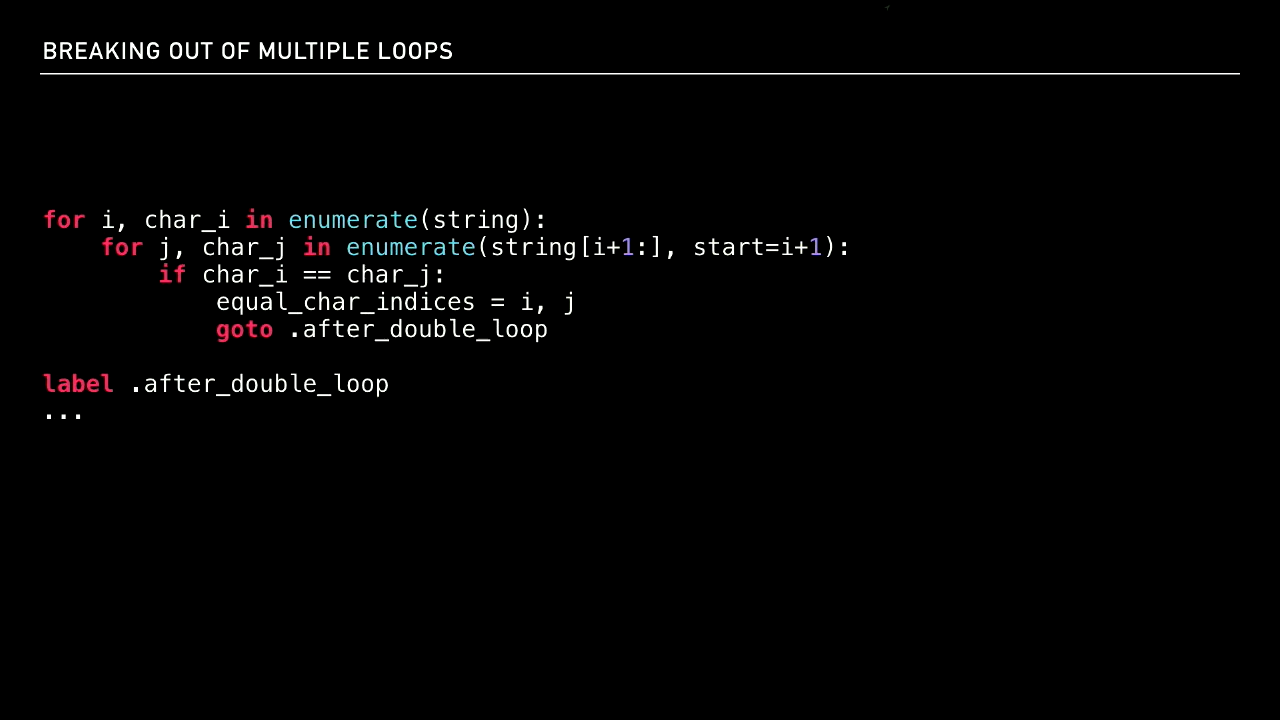 BREAKING OUT OF MULTIPLE LOOPS
for i, char_i in enumerate(string):
    for j, char_j in enumerate(string[i+1:], start=i+1):
        if char_i == char_j:
            equal_char_indices = i, j
            goto .after_double_loop
label .after_double_loop
...